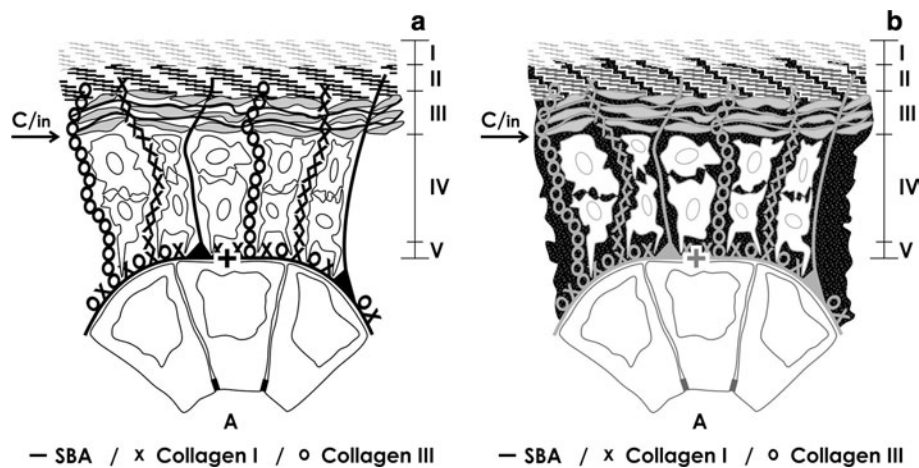 a
I
II
C/in
III
IV
V
A
— SBA / x Collagen I / o Collagen III
b
I
II
C/in
III
IV
V
A
— SBA / x Collagen I / o Collagen III